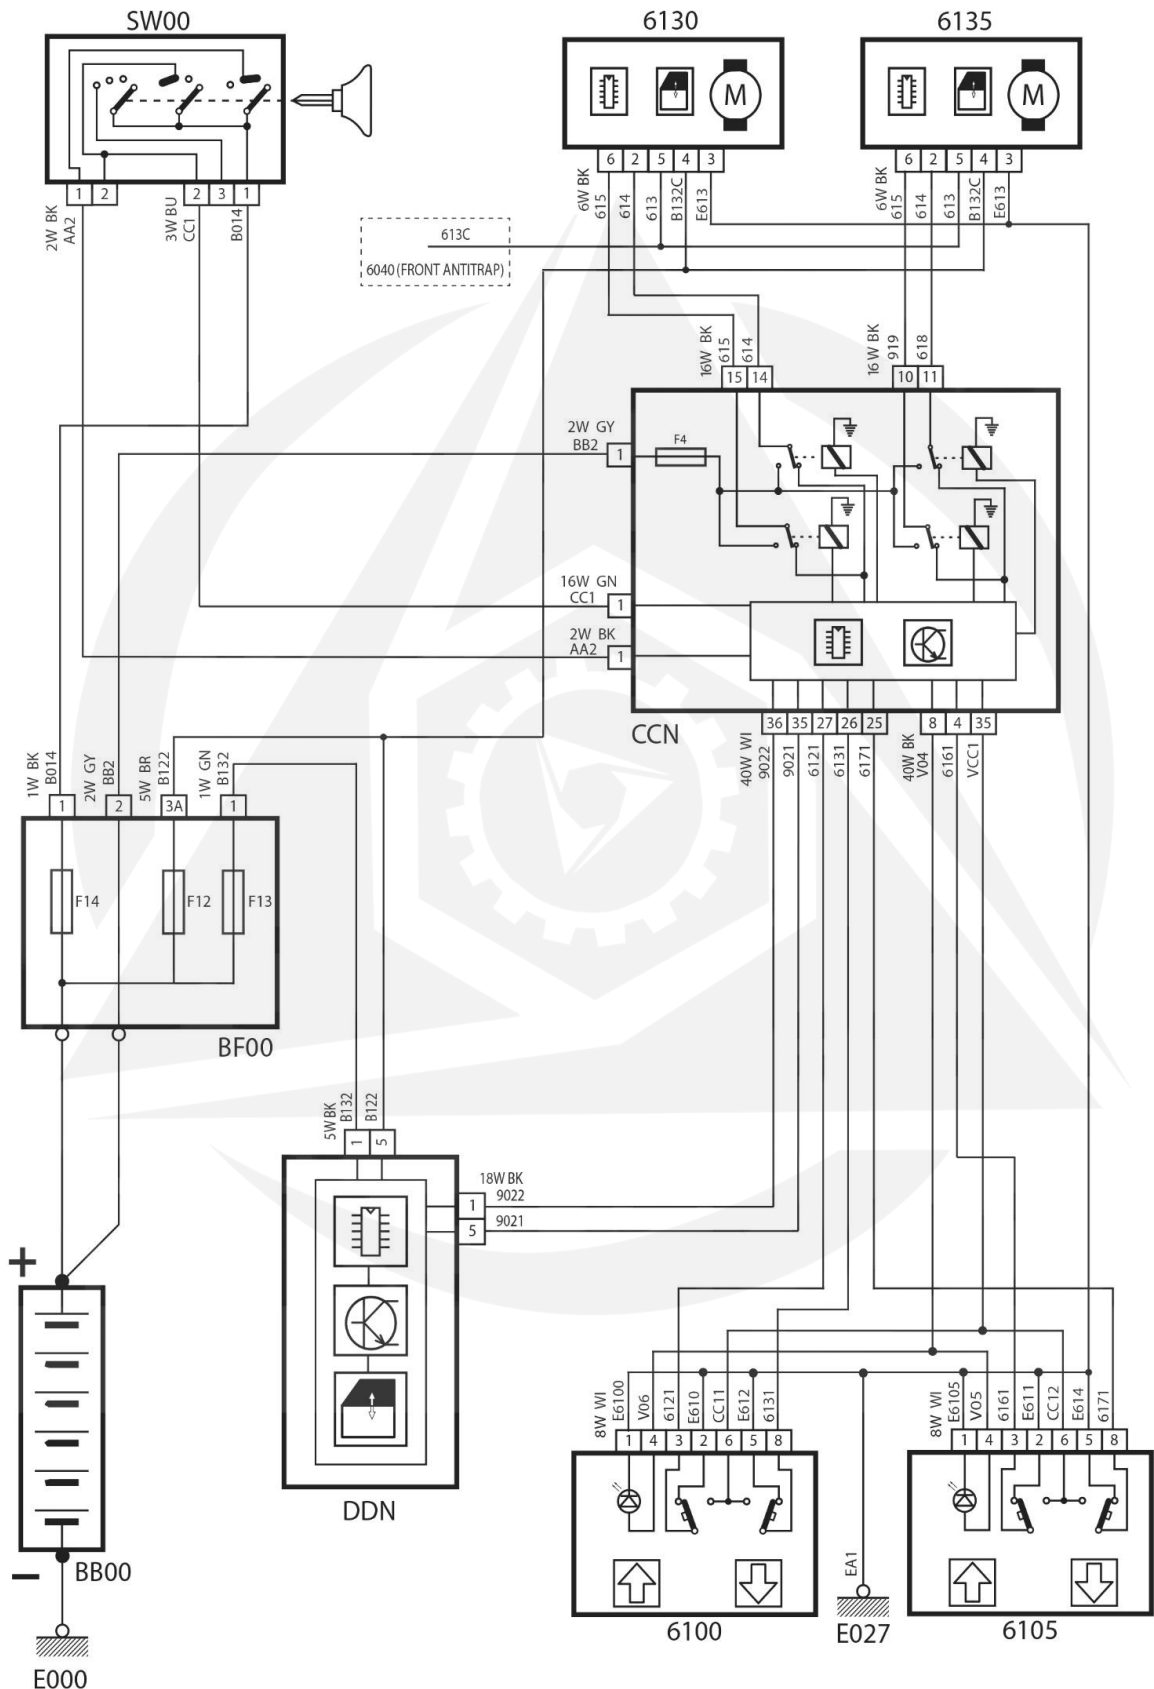 SW00
6130
6135
M
M
1 2 2 3 1
6 2 5 4 3
6 2 5 4 3
2W BK
AA2
3W BU
CC1
B014
6W BK
615
614
613
B132C
E613
6W BK
615
614
613
B132C
E613
613C
6040 (FRONT ANTITRAP)
16W BK
615
614
16W BK
919
618
15 14
10 11
2W GY
BB2
1
F4
16W GN
CC1
1
2W BK
AA2
1
CCN
36 35 27 26 25
8 4 35
40W WI
9022
9021
6121
6131
6171
40W BK
V04
6161
VCC1
1W BK
B014
2W GY
BB2
5W BR
B122
1W GN
B132
1 2 3A 1
F14
F12
F13
BF00
5W BK
B132
B122
1 5
18W BK
9022
1
9021
5
DDN
+
−
BB00
E000
8W WI
E6100
V06
6121
E610
CC11
E612
6131
1 4 3 2 6 5 8
6100
EA1
E027
8W WI
E6105
V05
6161
E611
CC12
E614
6171
1 4 3 2 6 5 8
6105